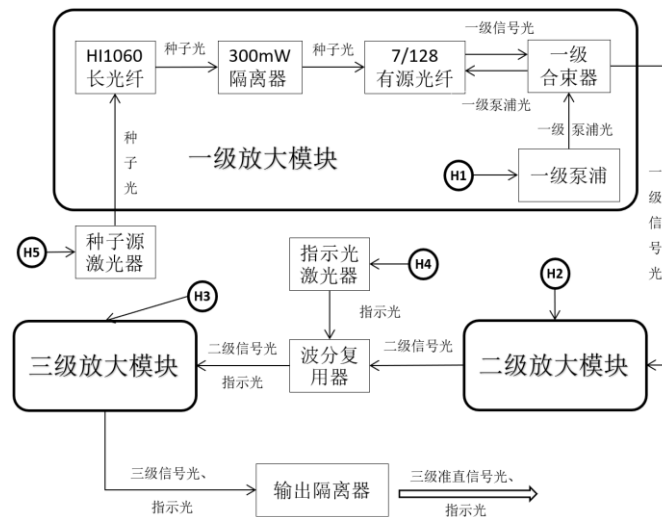 HI1060
长光纤
种子光
300mW
隔离器
种子光
7/128
有源光纤
一级信号光
一级泵浦光
一级
合束器
种
子
光
一级放大模块
一级 泵浦光
H1
一级泵浦
一
级
信
号
光
H5
种子源
激光器
指示光
激光器
H4
H3
H2
指示光
三级放大模块
二级信号光
指示光
波分复
用器
二级信号光
二级放大模块
三级信号光、
指示光
输出隔离器
三级准直信号光、
指示光